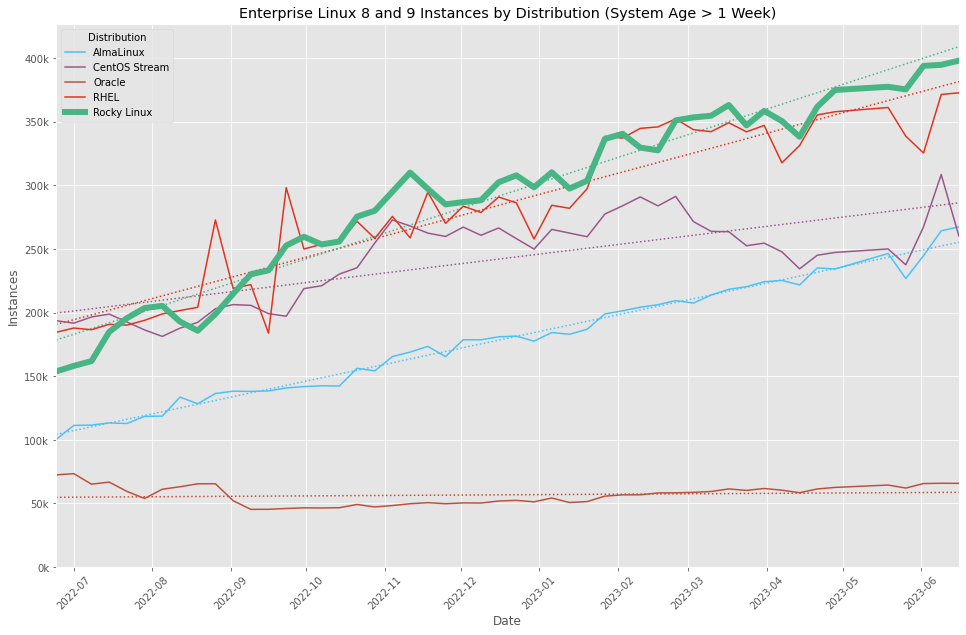 Enterprise Linux 8 and 9 Instances by Distribution (System Age > 1 Week)
Distribution
AlmaLinux
CentOS Stream
Oracle
RHEL
Rocky Linux
400k
350k
300k
250k
200k
150k
100k
50k
0k
Instances
2022-07
2022-08
2022-09
2022-10
2022-11
2022-12
2023-01
2023-02
2023-03
2023-04
2023-05
2023-06
Date